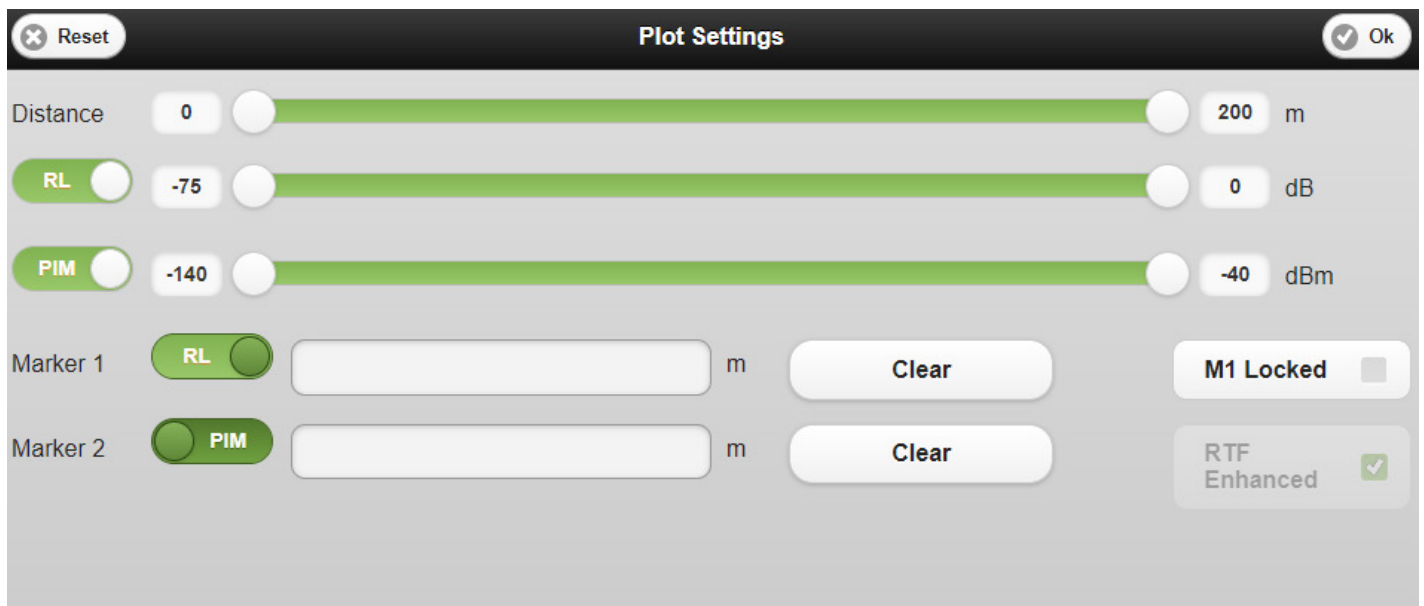 Reset Plot Settings Ok
Distance 0 200 m
RL -75 0 dB
PIM -140 -40 dBm
Marker 1 RL m Clear M1 Locked
Marker 2 PIM m Clear RTF
Enhanced